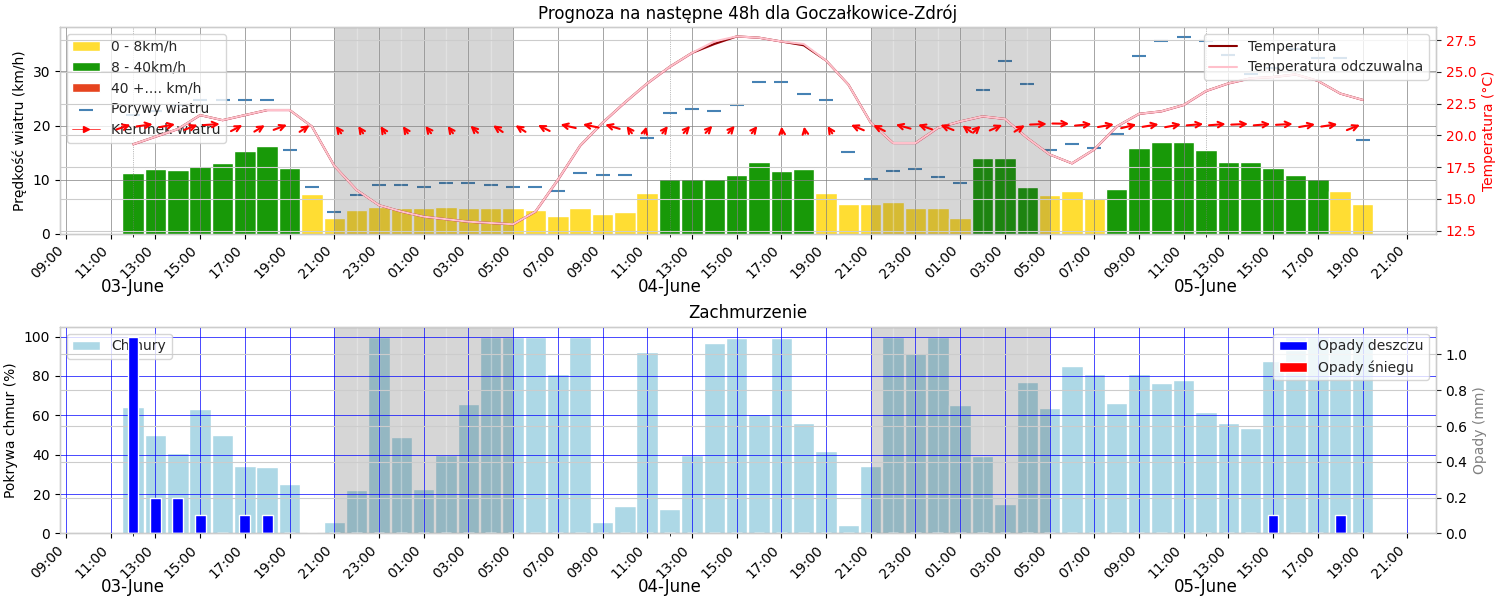 Prognoza na następne 48h dla Goczałkowice-Zdrój
Prędkość wiatru (km/h)
0 - 8km/h
8 - 40km/h
40 +.... km/h
Porywy wiatru
Kierunek wiatru
Temperatura
Temperatura odczuwalna
30
20
10
0
27.5
25.0
22.5
20.0
17.5
15.0
12.5
Temperatura (°C)
09:00 11:00 13:00 15:00 17:00 19:00 21:00 23:00 01:00 03:00 05:00 07:00 09:00 11:00 13:00 15:00 17:00 19:00 21:00 23:00 01:00 03:00 05:00 07:00 09:00 11:00 13:00 15:00 17:00 19:00 21:00
03-June 04-June 05-June
Zachmurzenie
Pokrywa chmur (%)
Chmury
Opady deszczu
Opady śniegu
100
80
60
40
20
0
1.0
0.8
0.6
0.4
0.2
0.0
Opady (mm)
09:00 11:00 13:00 15:00 17:00 19:00 21:00 23:00 01:00 03:00 05:00 07:00 09:00 11:00 13:00 15:00 17:00 19:00 21:00 23:00 01:00 03:00 05:00 07:00 09:00 11:00 13:00 15:00 17:00 19:00 21:00
03-June 04-June 05-June